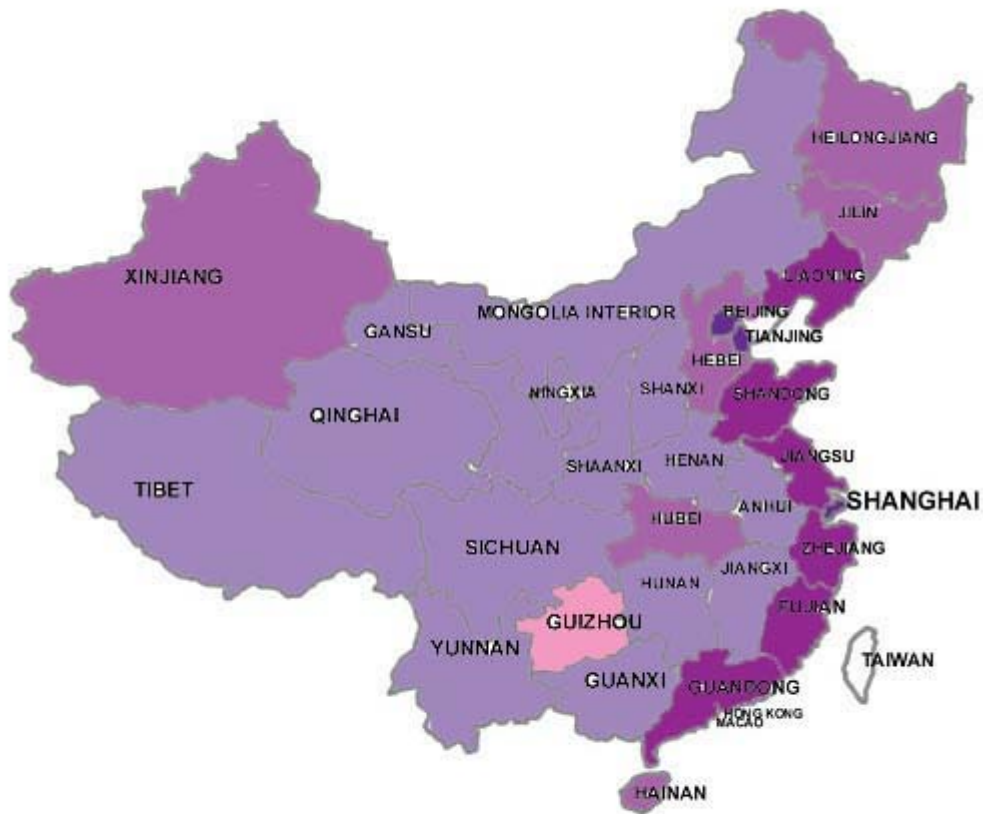 HEILONGJIANG
JILIN
LIAONING
XINJIANG
MONGOLIA INTERIOR
BEIJING
GANSU
TIANJING
HEBEI
NINGXIA
SHANXI
SHANDONG
QINGHAI
JIANGSU
HENAN
SHAANXI
TIBET
SHANGHAI
ANHUI
HUBEI
SICHUAN
ZHEJIANG
JIANGXI
HUNAN
FUJIAN
GUIZHOU
YUNNAN
TAIWAN
GUANXI
GUANDONG
HONG KONG
MACAO
HAINAN